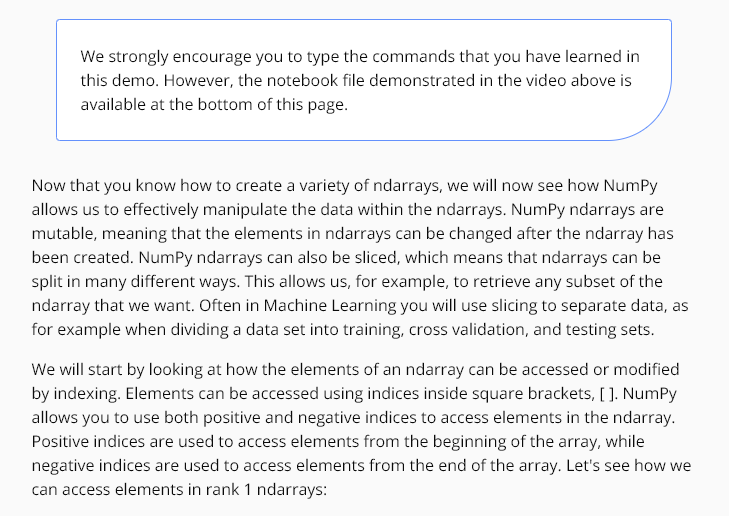 We strongly encourage you to type the commands that you have learned in
this demo. However, the notebook file demonstrated in the video above is
available at the bottom of this page.
Now that you know how to create a variety of ndarrays, we will now see how NumPy
allows us to effectively manipulate the data within the ndarrays. NumPy ndarrays are
mutable, meaning that the elements in ndarrays can be changed after the ndarray has
been created. NumPy ndarrays can also be sliced, which means that ndarrays can be
split in many different ways. This allows us, for example, to retrieve any subset of the
ndarray that we want. Often in Machine Learning you will use slicing to separate data, as
for example when dividing a data set into training, cross validation, and testing sets.
We will start by looking at how the elements of an ndarray can be accessed or modified
by indexing. Elements can be accessed using indices inside square brackets, [ ]. NumPy
allows you to use both positive and negative indices to access elements in the ndarray.
Positive indices are used to access elements from the beginning of the array, while
negative indices are used to access elements from the end of the array. Let's see how we
can access elements in rank 1 ndarrays: